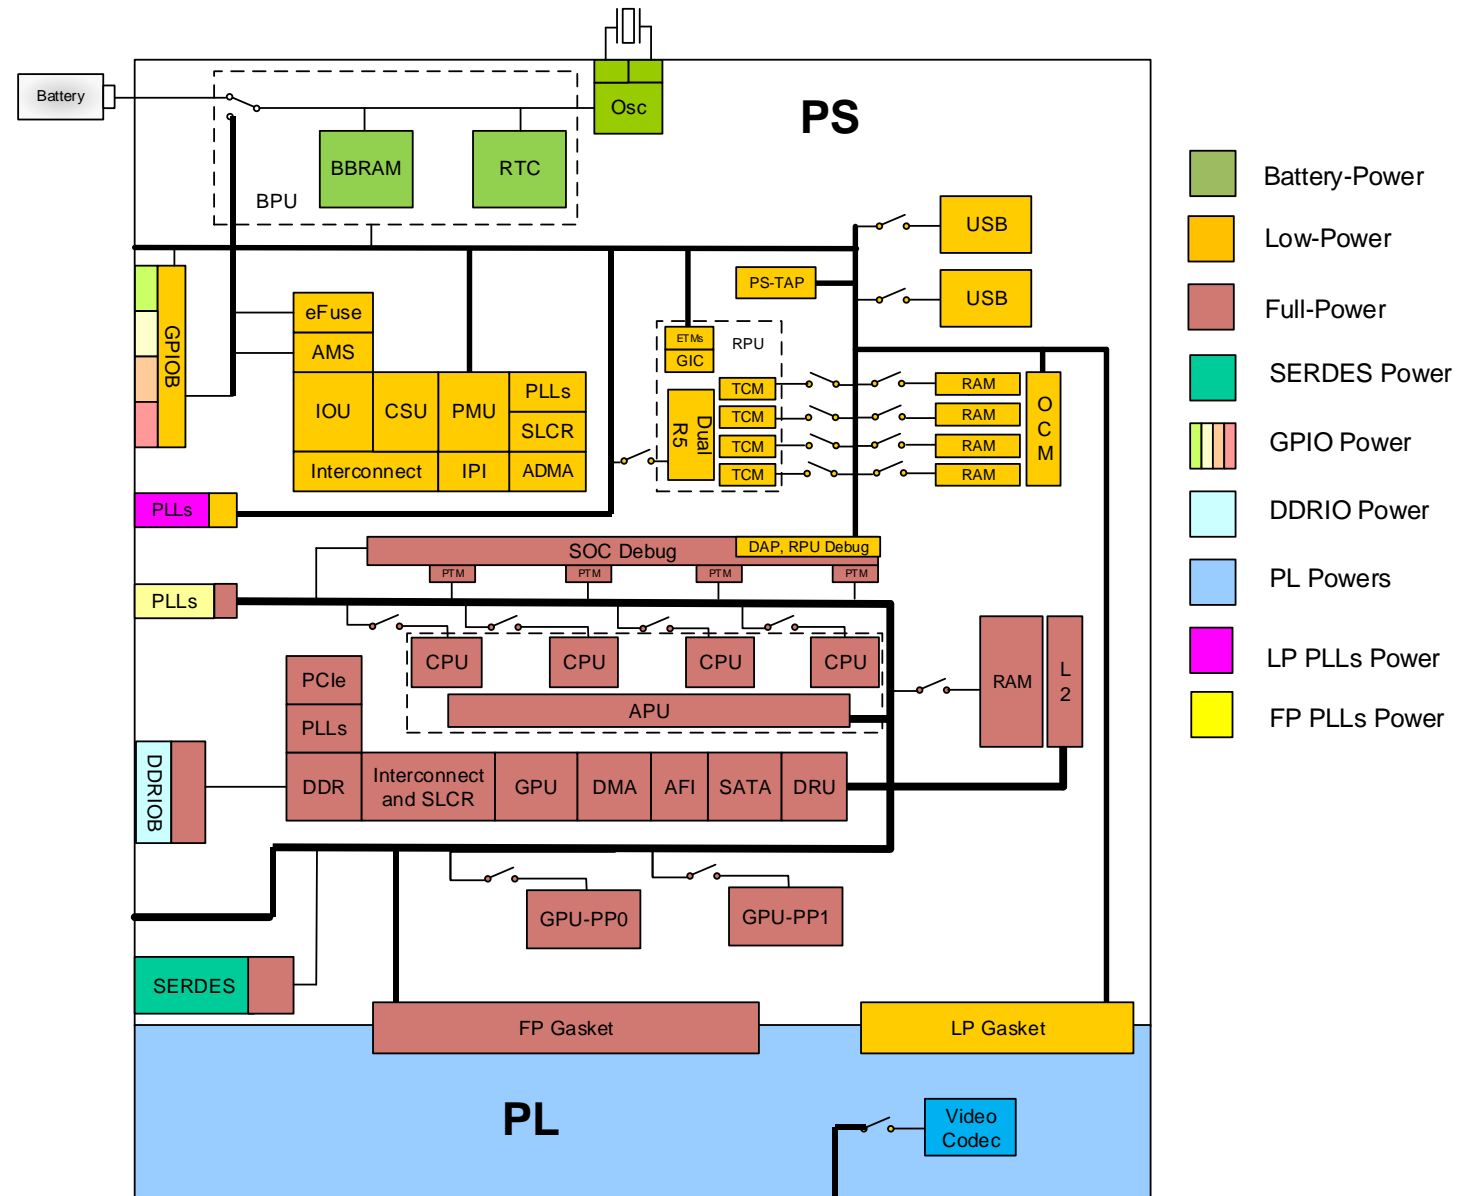 Battery
Osc
PS
BBRAM
RTC
BPU
Battery-Power
Low-Power
Full-Power
SERDES Power
GPIO Power
DDRIO Power
PL Powers
LP PLLs Power
FP PLLs Power
USB
USB
PS-TAP
GPIOB
eFuse
AMS
IOU
CSU
PMU
PLLs
SLCR
Interconnect
IPI
ADMA
ETMs
GIC
RPU
Dual
R5
TCM
TCM
TCM
TCM
RAM
RAM
RAM
RAM
O
C
M
PLLs
SOC Debug
DAP, RPU Debug
PTM
PTM
PTM
PTM
PLLs
CPU
CPU
CPU
CPU
APU
RAM
L
2
PCIe
PLLs
DDR
Interconnect
and SLCR
GPU
DMA
AFI
SATA
DRU
DDRIOB
GPU-PP0
GPU-PP1
SERDES
FP Gasket
LP Gasket
PL
Video
Codec